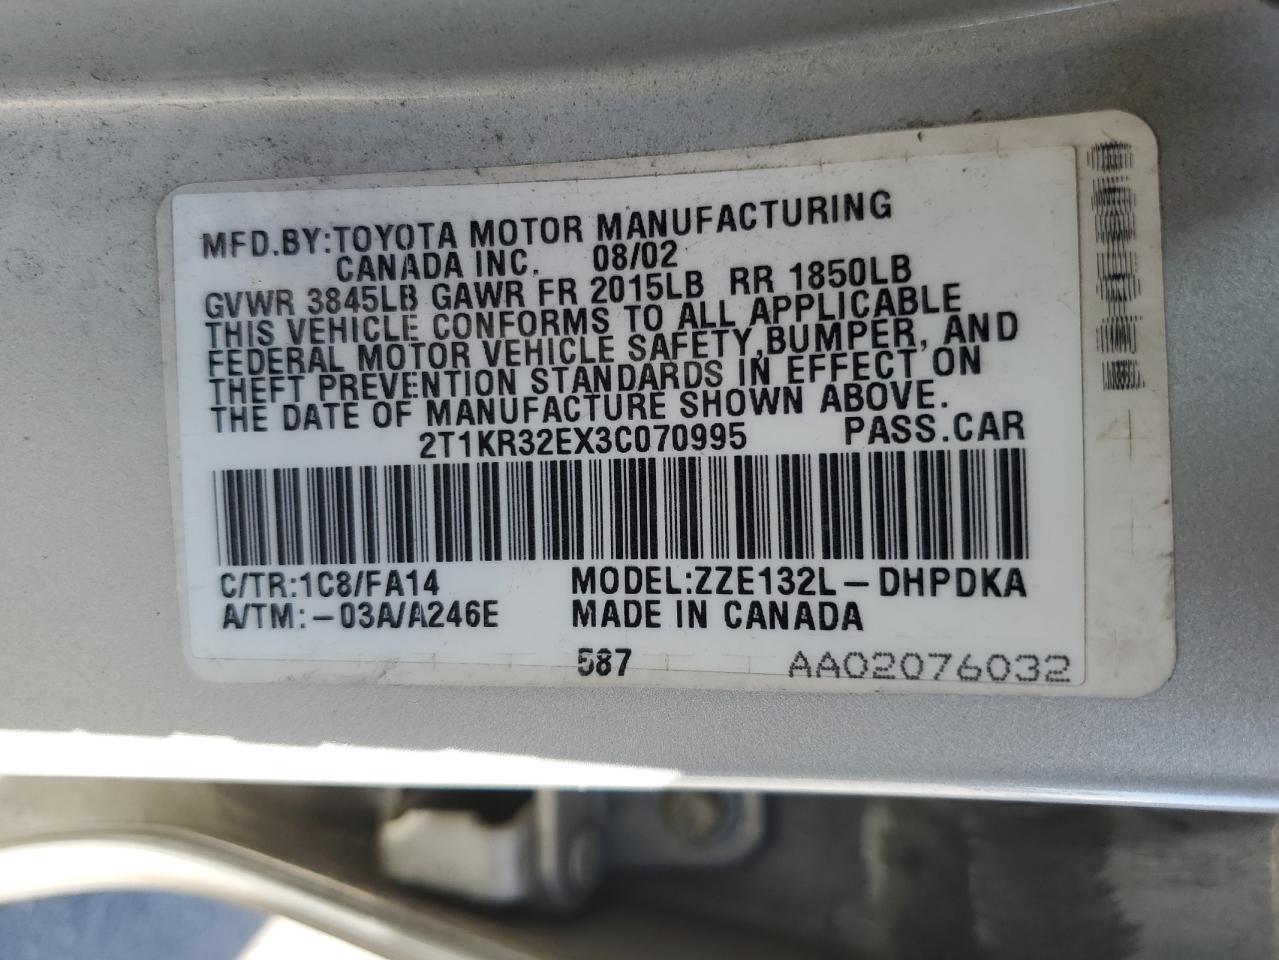 MFD.BY:TOYOTA MOTOR MANUFACTURING
CANADA INC. 08/02
GVWR 3845LB GAWR FR 2015LB RR 1850LB
THIS VEHICLE CONFORMS TO ALL APPLICABLE
FEDERAL MOTOR VEHICLE SAFETY,BUMPER, AND
THEFT PREVENTION STANDARDS IN EFFECT ON
THE DATE OF MANUFACTURE SHOWN ABOVE.
2T1KR32EX3C070995 PASS.CAR
C/TR:1C8/FA14 MODEL:ZZE132L-DHPDKA
A/TM:-03A/A246E MADE IN CANADA
587 AA02076032